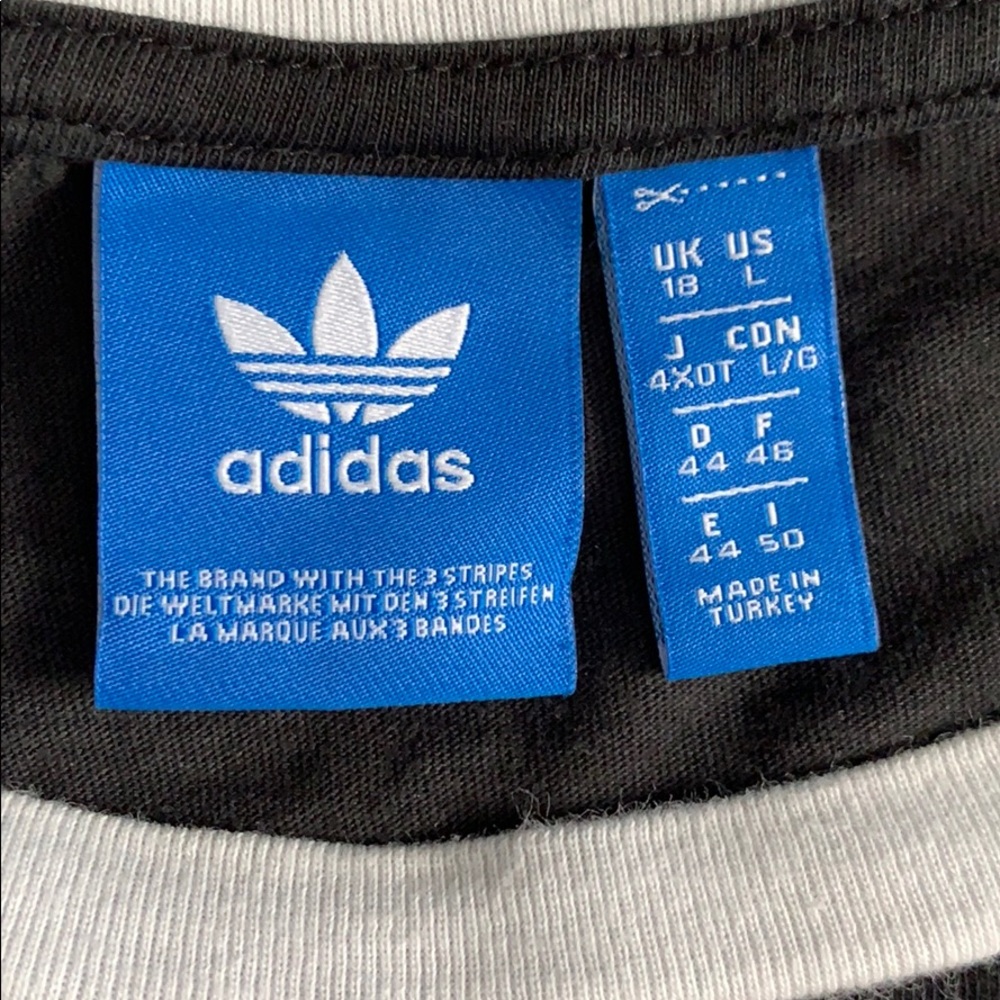 adidas
THE BRAND WITH THE 3 STRIPES
DIE WELTMARKE MIT DEN 3 STREIFEN
LA MARQUE AUX 3 BANDES
UK US
18 L
J CDN
4XOT L/G
D F
44 46
E I
44 50
MADE IN
TURKEY